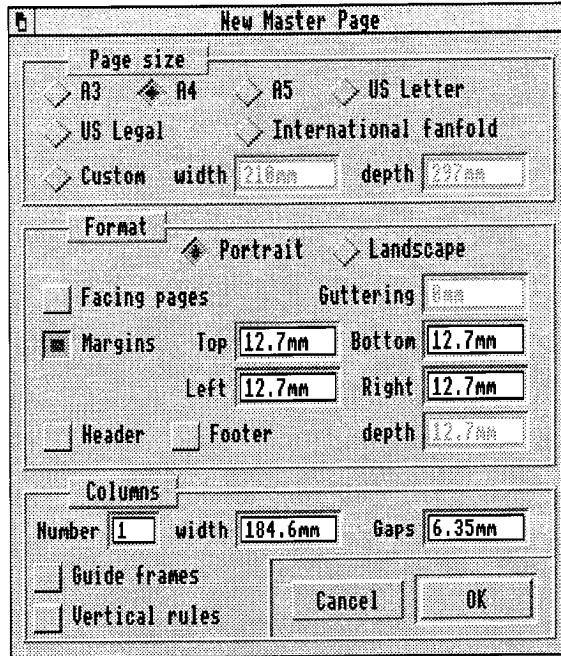 New Master Page
Page size
A3 A4 A5 US Letter
US Legal International fanfold
Custom width 210mm depth 297mm
Format
Portrait Landscape
Facing pages Guttering 0mm
Margins Top 12.7mm Bottom 12.7mm
Left 12.7mm Right 12.7mm
Header Footer depth 12.7mm
Columns
Number 1 width 184.6mm Gaps 6.35mm
Guide frames
Vertical rules
Cancel OK